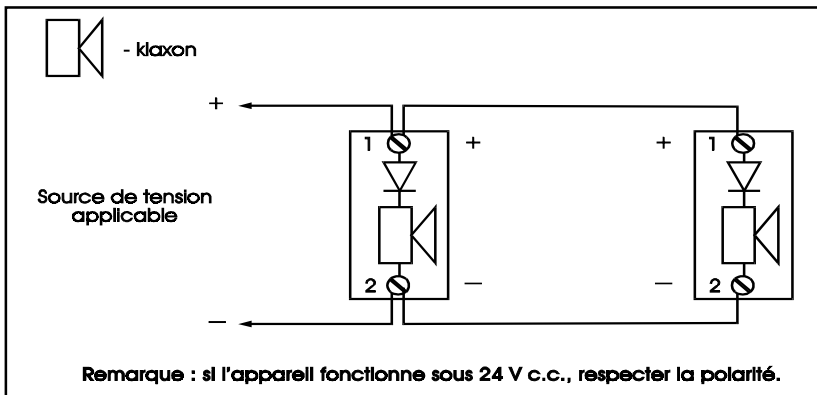 - klaxon
+
1
+
+
1
Source de tension
applicable
2
—
—
2
—
Remarque : si l'appareil fonctionne sous 24 V c.c., respecter la polarité.